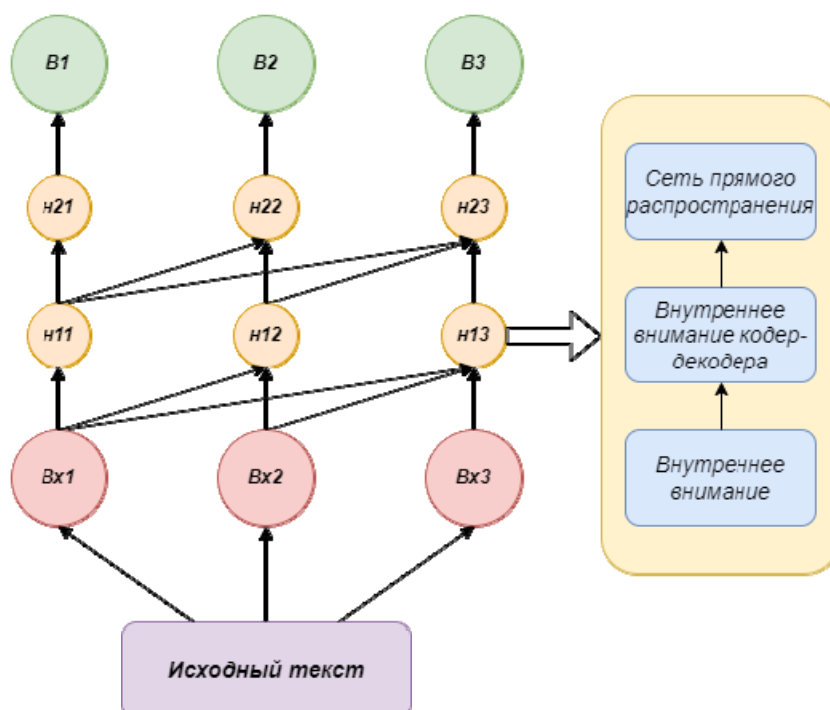 В1
В2
В3
н21
н22
н23
н11
н12
н13
Вх1
Вх2
Вх3
Исходный текст
Сеть прямого
распространения
Внутреннее
внимание кодер-
декодера
Внутреннее
внимание